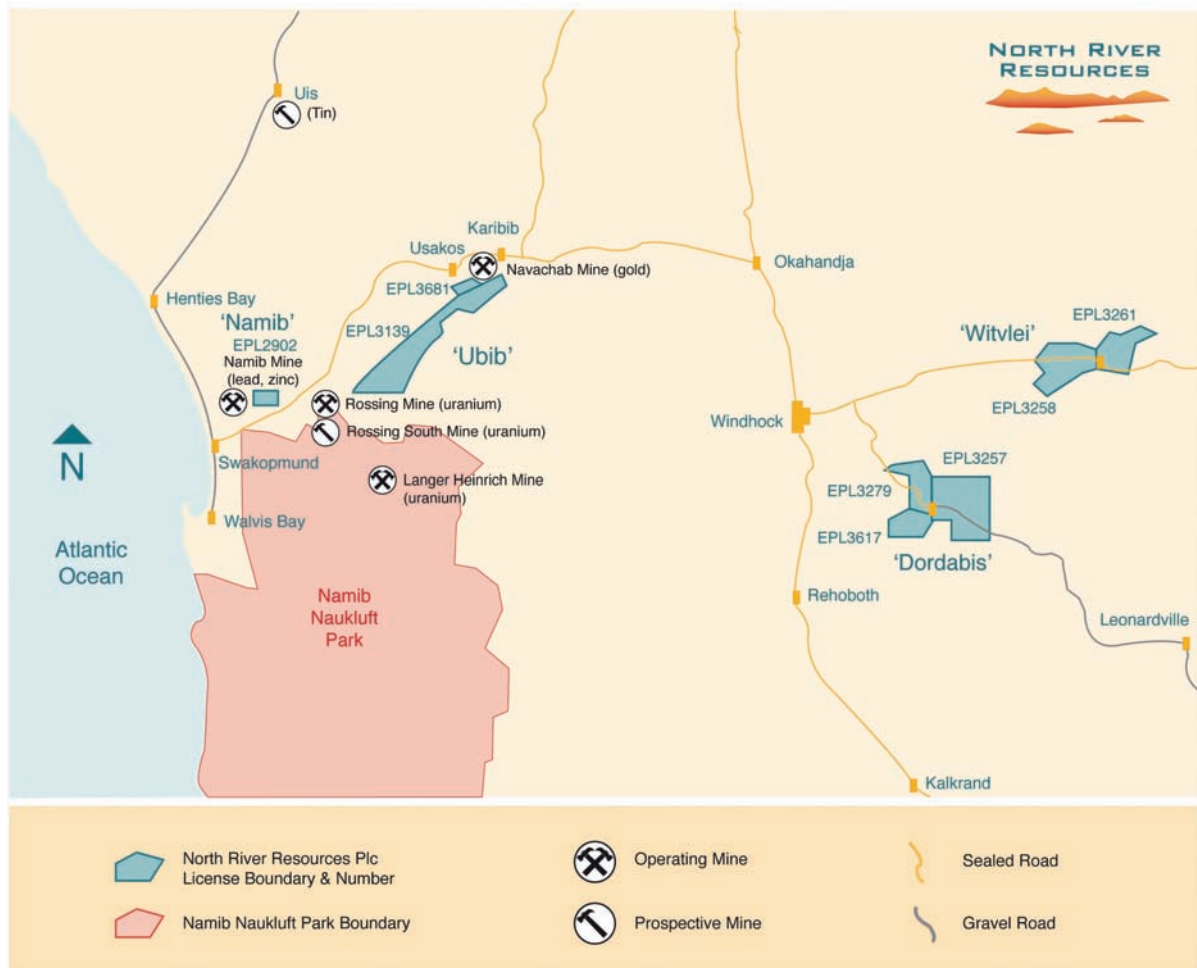 NORTH RIVER
RESOURCES
Uis
(Tin)
Karibib
Usakos
Navachab Mine (gold)
Okahandja
EPL3681
Henties Bay
'Namib'
EPL2902
EPL3139
'Ubib'
'Witvlei'
EPL3261
Namib Mine
(lead, zinc)
Rossing Mine (uranium)
EPL3258
Windhock
Rossing South Mine (uranium)
N
Swakopmund
Langer Heinrich Mine
(uranium)
EPL3257
EPL3279
Walvis Bay
EPL3617
Atlantic
Ocean
'Dordabis'
Namib
Naukluft
Park
Rehoboth
Leonardville
Kalkrand
North River Resources Plc
License Boundary & Number
Operating Mine
Sealed Road
Namib Naukluft Park Boundary
Prospective Mine
Gravel Road